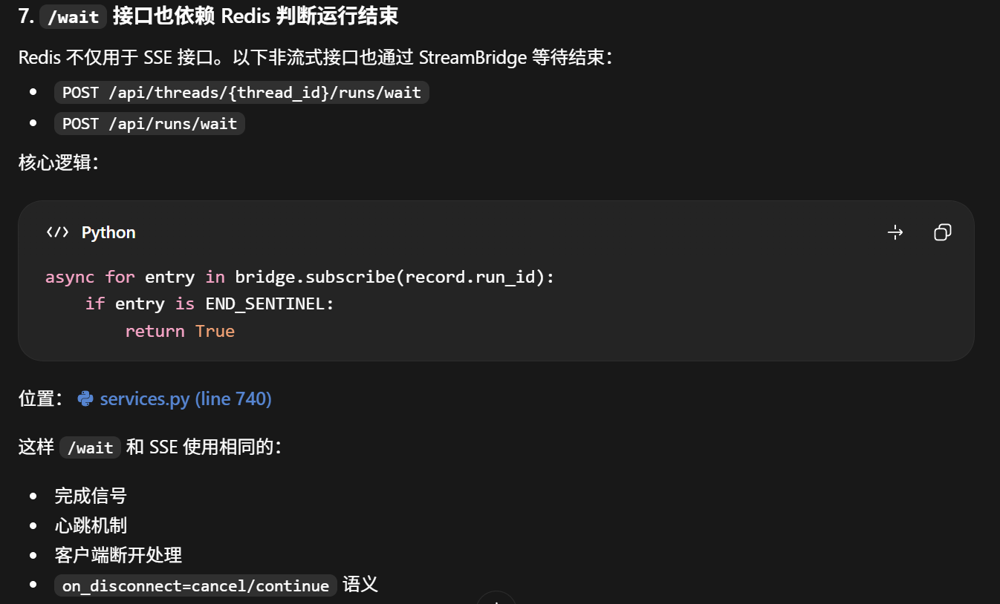 7. /wait 接口也依赖 Redis 判断运行结束
Redis 不仅用于 SSE 接口。以下非流式接口也通过 StreamBridge 等待结束：
• POST /api/threads/{thread_id}/runs/wait
• POST /api/runs/wait
核心逻辑：
Python
async for entry in bridge.subscribe(record.run_id):
    if entry is END_SENTINEL:
        return True
位置： services.py (line 740)
这样 /wait 和 SSE 使用相同的：
• 完成信号
• 心跳机制
• 客户端断开处理
• on_disconnect=cancel/continue 语义